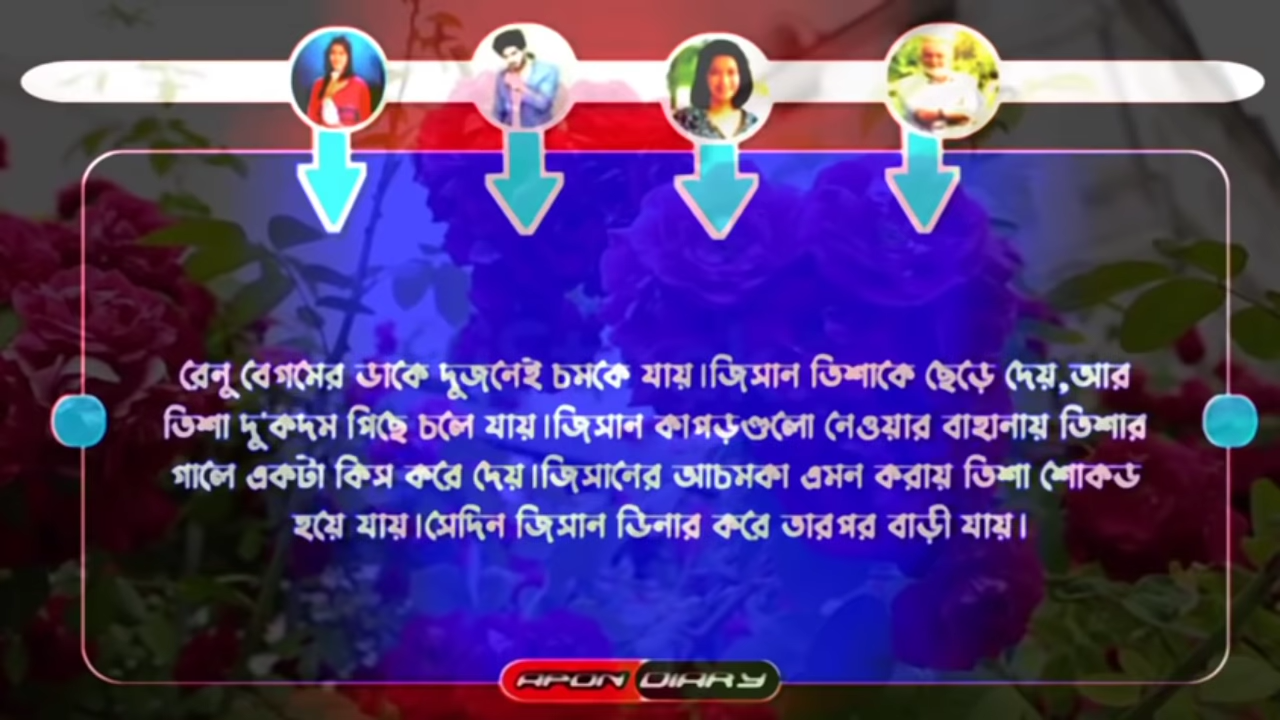 রেনু বেগমের ডাকে দুজনেই চমকে যায়।জিসান তিশাকে ছেড়ে দেয়,আর
তিশা দু'কদম পিছে চলে যায়।জিসান কাপড়গুলো নেওয়ার বাহানায় তিশার
গালে একটা কিস করে দেয়।জিসানের আচমকা এমন করায় তিশা শোকড
হয়ে যায়।সেদিন জিসান ডিনার করে তারপর বাড়ী যায়।
APON DIARY